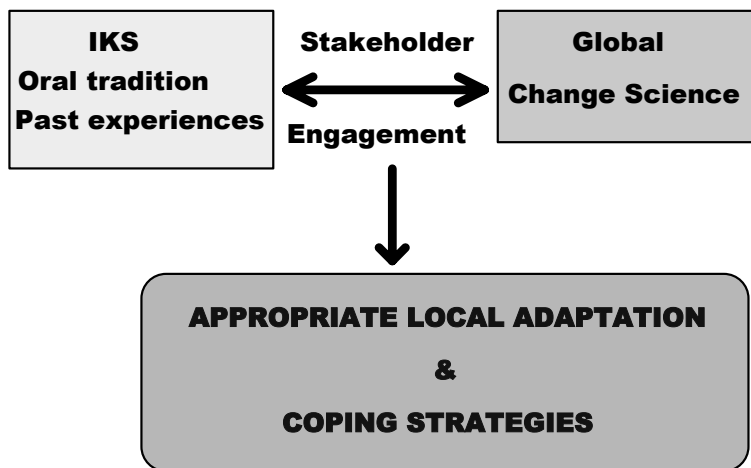 IKS
Oral tradition
Past experiences
Stakeholder
Engagement
Global
Change Science
APPROPRIATE LOCAL ADAPTATION
&
COPING STRATEGIES